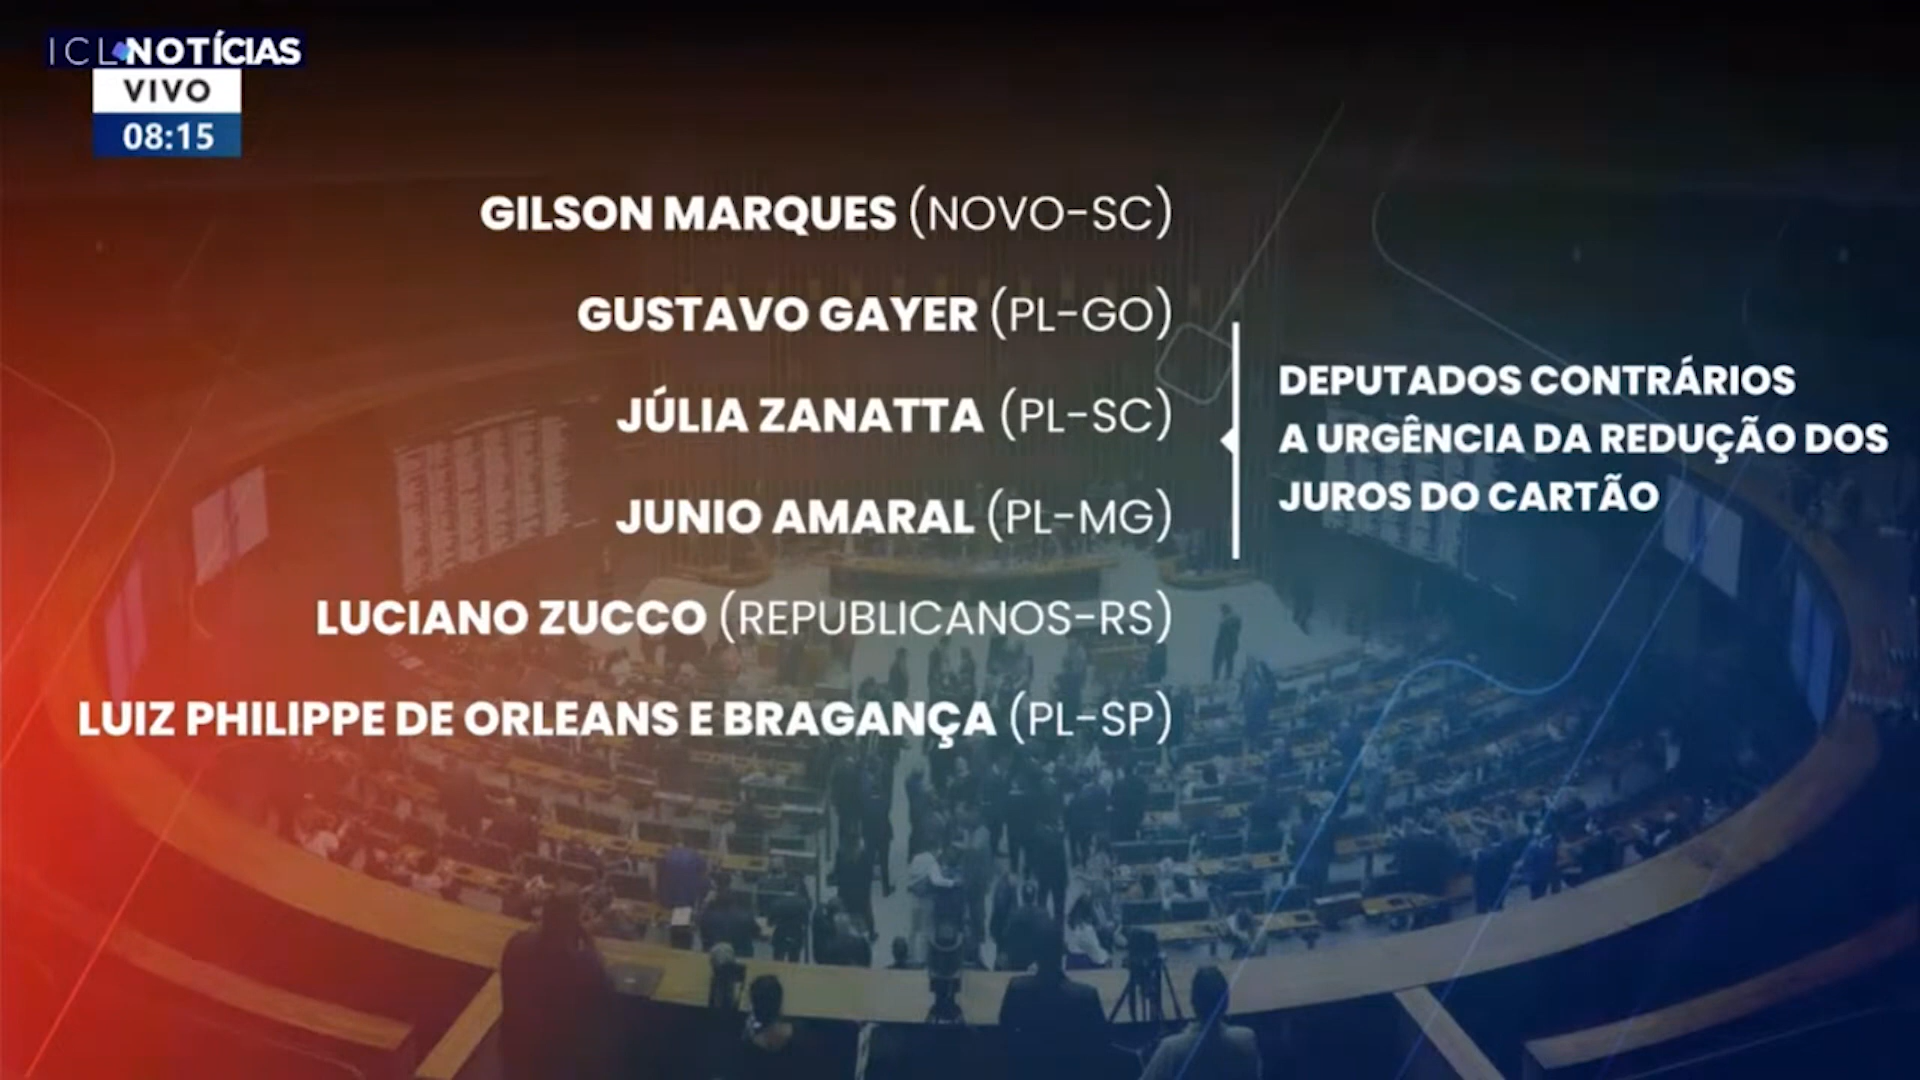 ICL NOTÍCIAS
VIVO
08:15
GILSON MARQUES (NOVO-SC)
GUSTAVO GAYER (PL-GO)
JÚLIA ZANATTA (PL-SC)
JUNIO AMARAL (PL-MG)
LUCIANO ZUCCO (REPUBLICANOS-RS)
LUIZ PHILIPPE DE ORLEANS E BRAGANÇA (PL-SP)
DEPUTADOS CONTRÁRIOS
A URGÊNCIA DA REDUÇÃO DOS
JUROS DO CARTÃO